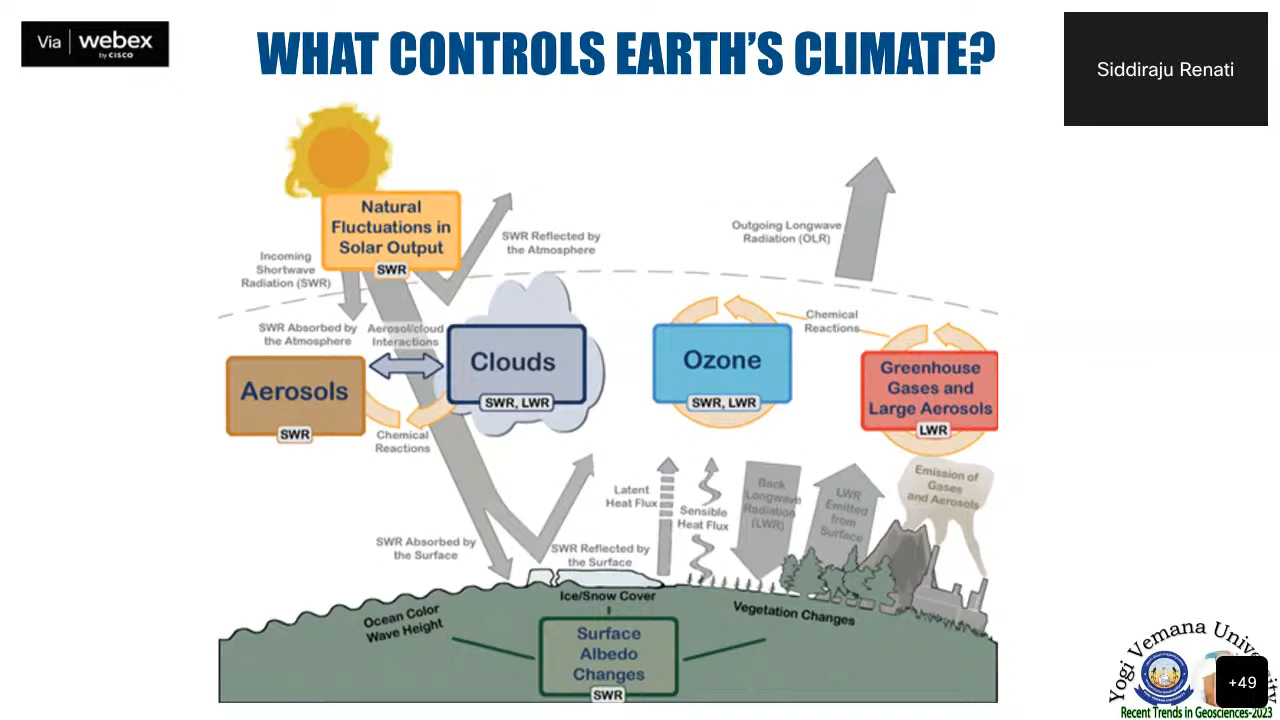 Via webex
by CISCO
WHAT CONTROLS EARTH'S CLIMATE?
Siddiraju Renati
Natural
Fluctuations in
Solar Output
SWR
SWR Reflected by
the Atmosphere
Outgoing Longwave
Radiation (OLR)
Incoming
Shortwave
Radiation (SWR)
SWR Absorbed by
the Atmosphere
Aerosol/cloud
Interactions
Chemical
Reactions
Aerosols
SWR
Clouds
SWR, LWR
Ozone
SWR, LWR
Greenhouse
Gases and
Large Aerosols
LWR
Chemical
Reactions
Emission of
Gases
and Aerosols
Latent
Heat Flux
Sensible
Heat Flux
Back
Longwave
Radiation
(LWR)
LWR
Emitted
from
Surface
SWR Absorbed by
the Surface
SWR Reflected by
the Surface
Ice/Snow Cover
Ocean Color
Wave Height
Vegetation Changes
Surface
Albedo
Changes
SWR
Yogi Vemana University
+49
Recent Trends in Geosciences-2023